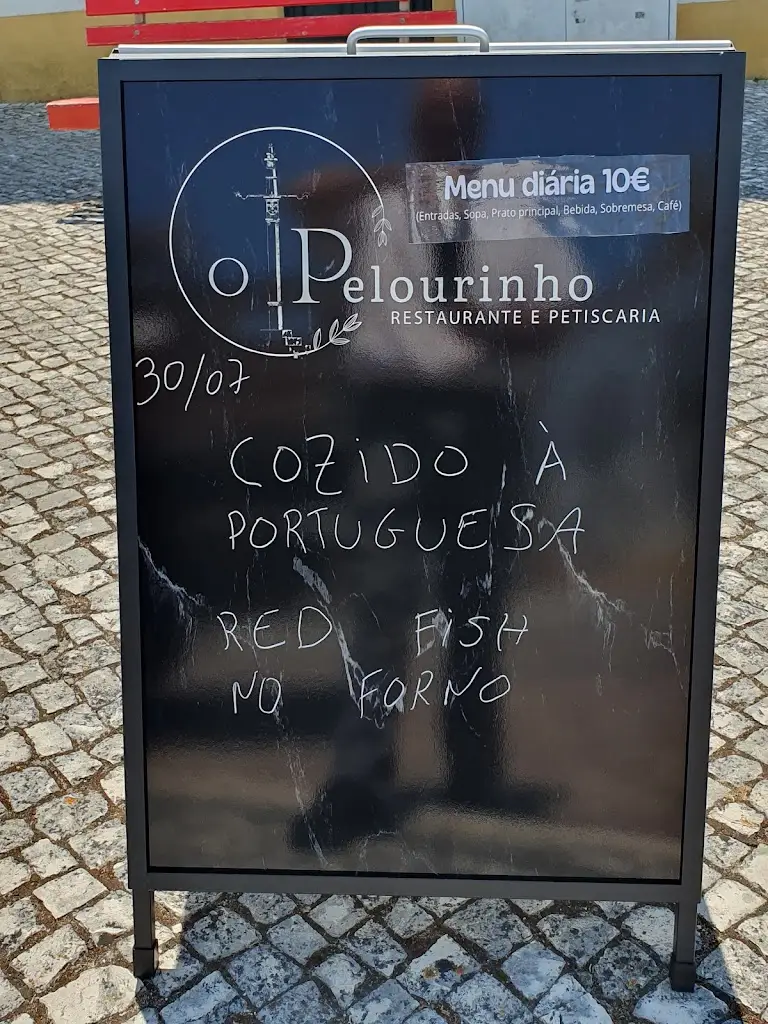 Menu diária 10€
(Entradas, Sopa, Prato principal, Bebida, Sobremesa, Café)
O Pelourinho
RESTAURANTE E PETISCARIA
30/07
COZIDO À
PORTUGUESA
RED FISH
NO FORNO